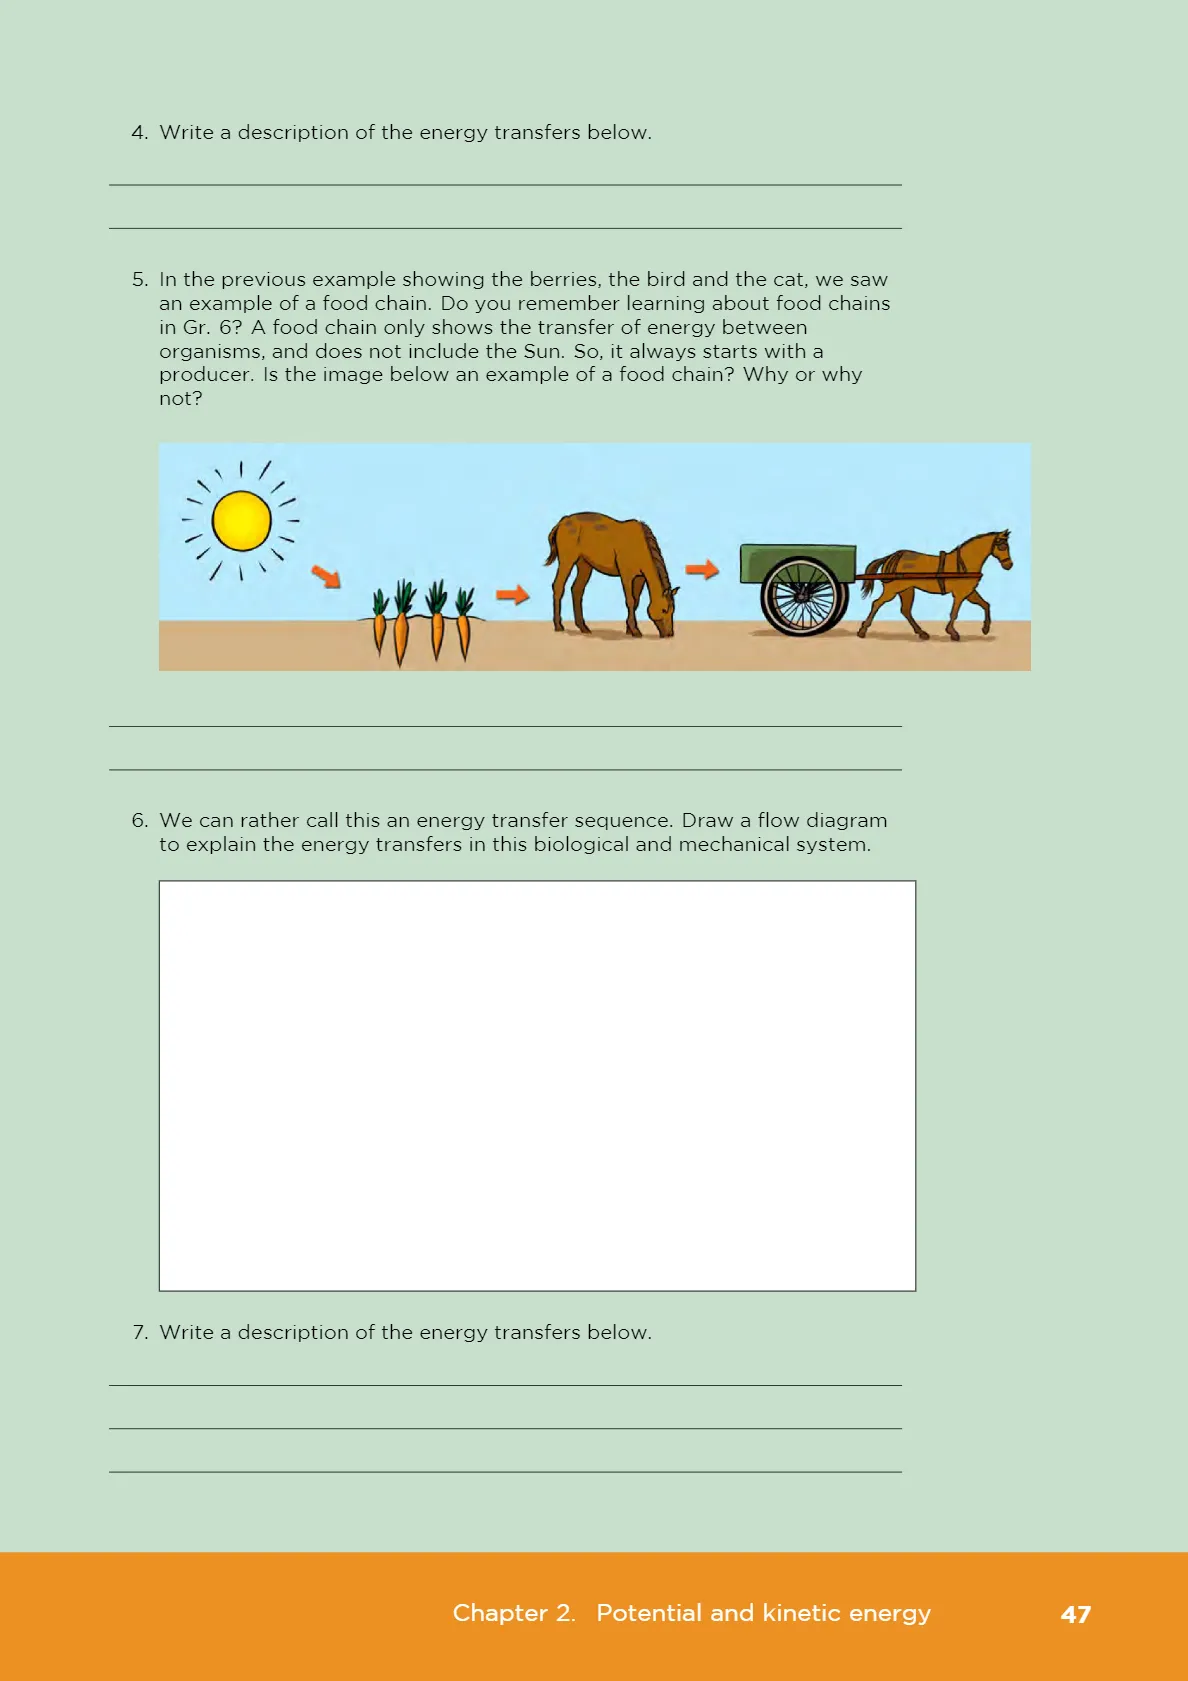 4. Write a description of the energy transfers below.
5. In the previous example showing the berries, the bird and the cat, we saw
an example of a food chain. Do you remember learning about food chains
in Gr. 6? A food chain only shows the transfer of energy between
organisms, and does not include the Sun. So, it always starts with a
producer. Is the image below an example of a food chain? Why or why
not?
6. We can rather call this an energy transfer sequence. Draw a flow diagram
to explain the energy transfers in this biological and mechanical system.
7. Write a description of the energy transfers below.
Chapter 2. Potential and kinetic energy 47